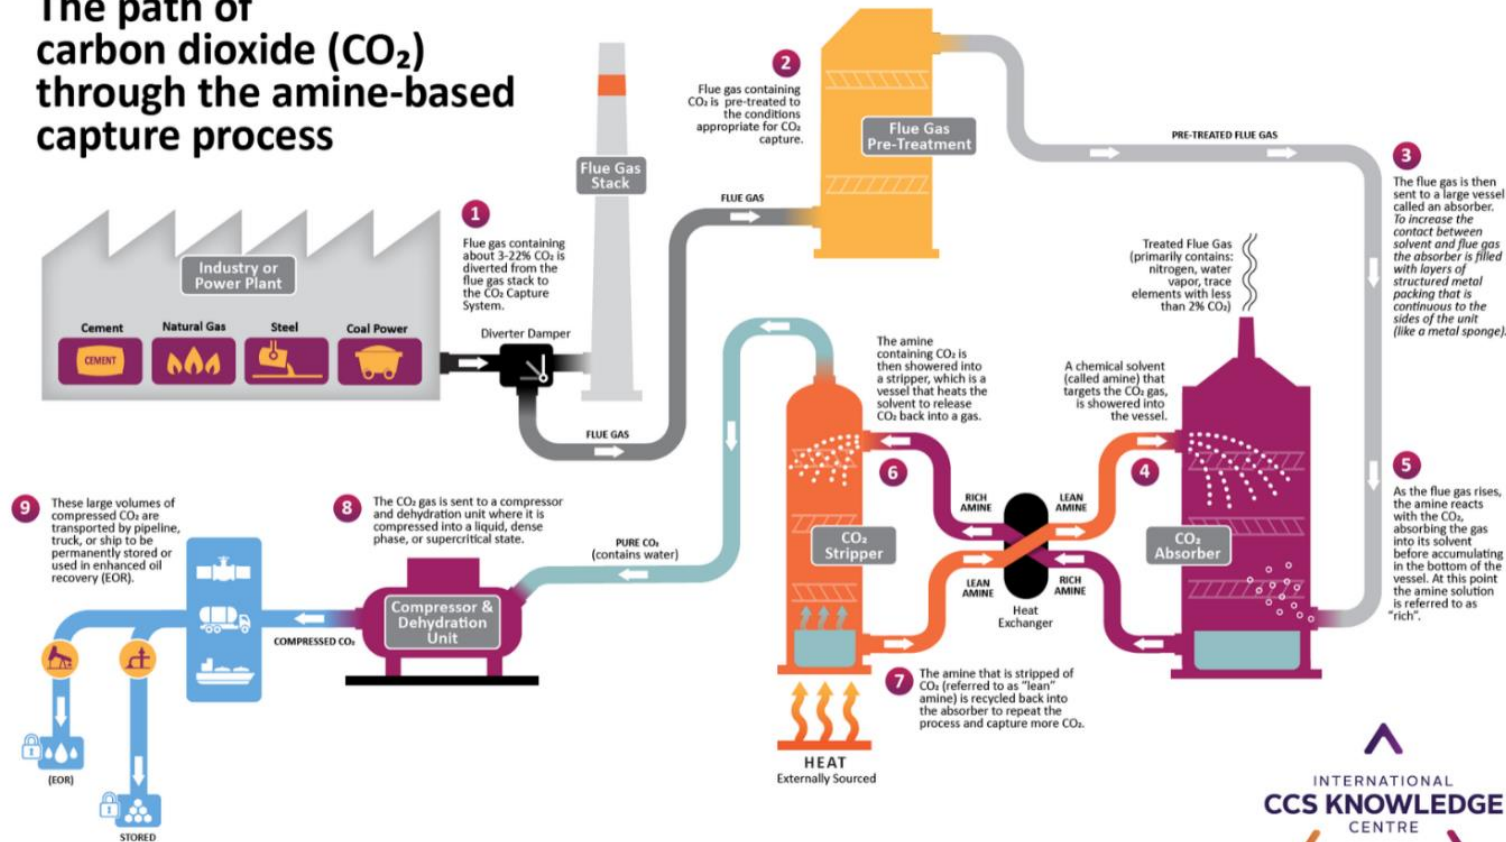 The path of
carbon dioxide (CO₂)
through the amine-based
capture process
1
Flue gas containing
about 3-22% CO₂ is
diverted from the
flue gas stack to
the CO₂ Capture
System.
Industry or
Power Plant
Cement
Natural Gas
Steel
Coal Power
CEMENT
Diverter Damper
Flue Gas
Stack
FLUE GAS
FLUE GAS
2
Flue gas containing
CO₂ is pre-treated to
the conditions
appropriate for CO₂
capture.
Flue Gas
Pre-Treatment
PRE-TREATED FLUE GAS
3
The flue gas is then
sent to a large vessel
called an absorber.
To increase the
contact between
solvent and flue gas
the absorber is filled
with layers of
structured metal
packing that is
continuous to the
sides of the unit
(like a metal sponge).
Treated Flue Gas
(primarily contains:
nitrogen, water
vapor, trace
elements with less
than 2% CO₂)
A chemical solvent
(called amine) that
targets the CO₂ gas,
is showered into
the vessel.
4
CO₂
Absorber
5
As the flue gas rises,
the amine reacts
with the CO₂,
absorbing the gas
into its solvent
before accumulating
in the bottom of the
vessel. At this point
the amine solution
is referred to as
"rich".
The amine
containing CO₂ is
then showered into
a stripper, which is a
vessel that heats the
solvent to release
CO₂ back into a gas.
6
RICH
AMINE
LEAN
AMINE
LEAN
AMINE
RICH
AMINE
Heat
Exchanger
CO₂
Stripper
7
The amine that is stripped of
CO₂ (referred to as "lean"
amine) is recycled back into
the absorber to repeat the
process and capture more CO₂.
HEAT
Externally Sourced
PURE CO₂
(contains water)
8
The CO₂ gas is sent to a compressor
and dehydration unit where it is
compressed into a liquid, dense
phase, or supercritical state.
Compressor &
Dehydration
Unit
COMPRESSED CO₂
9
These large volumes of
compressed CO₂ are
transported by pipeline,
truck, or ship to be
permanently stored or
used in enhanced oil
recovery (EOR).
(EOR)
STORED
INTERNATIONAL
CCS KNOWLEDGE
CENTRE